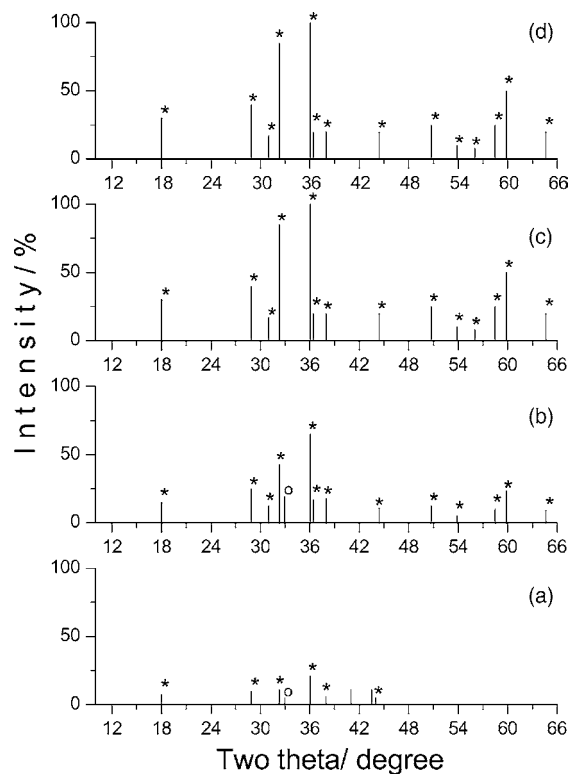 100
50
0
12 18 24 30 36 42 48 54 60 66
(d)
* * * * * * * * * * * * * *
100
50
0
12 18 24 30 36 42 48 54 60 66
(c)
* * * * * * * * * * * * * *
100
50
0
12 18 24 30 36 42 48 54 60 66
(b)
* * * * o * * * * * * * * *
100
50
0
12 18 24 30 36 42 48 54 60 66
(a)
* * * o * * *
Intensity/ %
Two theta/ degree